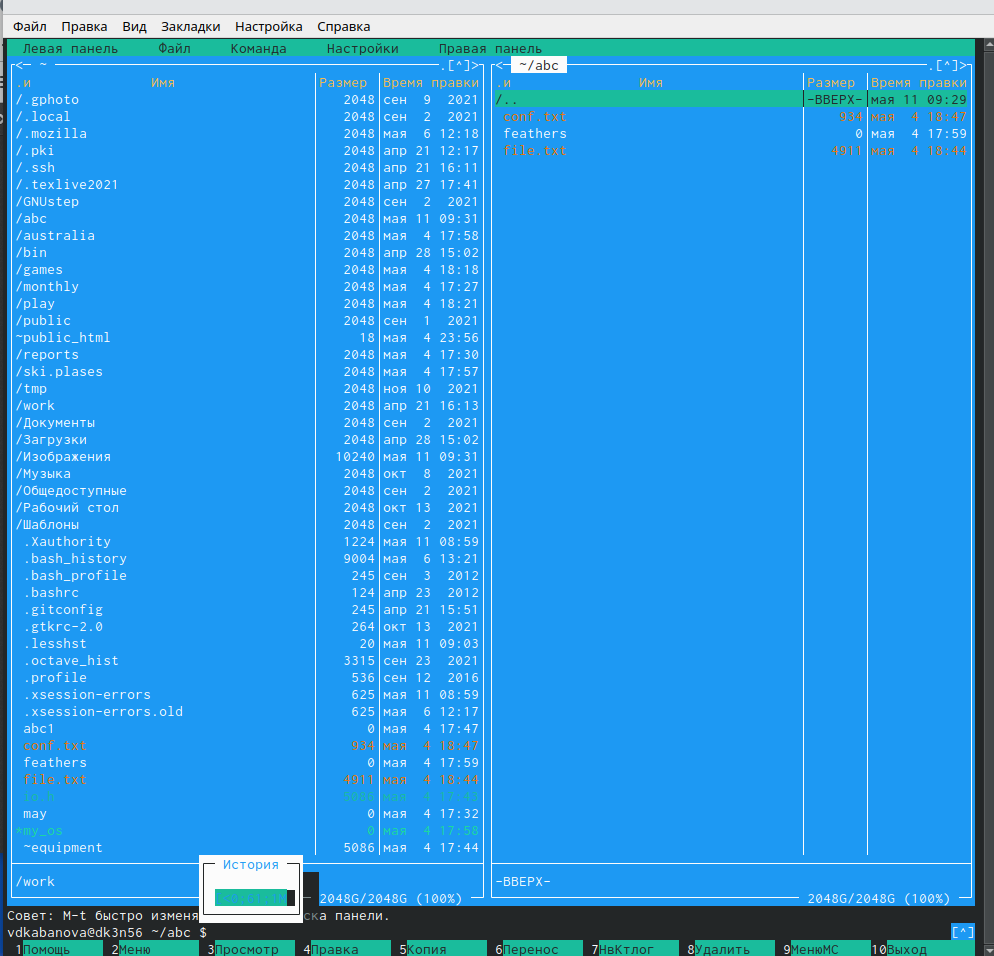 Файл Правка Вид Закладки Настройка Справка
Левая панель Файл Команда Настройки Правая панель
<─ ~ .[^]> <─ ~/abc .[^]>
.и Имя Размер Время правки .и Имя Размер Время правки
/.gphoto 2048 сен 9 2021 /.. -ВВЕРХ- мая 11 09:29
/.local 2048 сен 2 2021 conf.txt 934 мая 4 18:47
/.mozilla 2048 мая 6 12:18 feathers 0 мая 4 17:59
/.pki 2048 апр 21 12:17 file.txt 4911 мая 4 18:44
/.ssh 2048 апр 21 16:11
/.texlive2021 2048 апр 27 17:41
/GNUstep 2048 сен 2 2021
/abc 2048 мая 11 09:31
/australia 2048 мая 4 17:58
/bin 2048 апр 28 15:02
/games 2048 мая 4 18:18
/monthly 2048 мая 4 17:27
/play 2048 мая 4 18:21
/public 2048 сен 1 2021
~public_html 18 мая 4 23:56
/reports 2048 мая 4 17:30
/ski.plases 2048 мая 4 17:57
/tmp 2048 ноя 10 2021
/work 2048 апр 21 16:13
/Документы 2048 сен 2 2021
/Загрузки 2048 апр 28 15:02
/Изображения 10240 мая 11 09:31
/Музыка 2048 окт 8 2021
/Общедоступные 2048 сен 2 2021
/Рабочий стол 2048 окт 13 2021
/Шаблоны 2048 сен 2 2021
.Xauthority 1224 мая 11 08:59
.bash_history 9004 мая 6 13:21
.bash_profile 245 сен 3 2012
.bashrc 124 апр 23 2012
.gitconfig 245 апр 21 15:51
.gtkrc-2.0 264 окт 13 2021
.lesshst 20 мая 11 09:03
.octave_hist 3315 сен 23 2021
.profile 536 сен 12 2016
.xsession-errors 625 мая 11 08:59
.xsession-errors.old 625 мая 6 12:17
abc1 0 мая 4 17:47
conf.txt 934 мая 4 18:47
feathers 0 мая 4 17:59
file.txt 4911 мая 4 18:44
io.h 5086 мая 4 17:43
may 0 мая 4 17:32
*my_os 0 мая 4 17:58
~equipment 5086 мая 4 17:44
История
/work -ВВЕРХ-
2048G/2048G (100%) 2048G/2048G (100%)
Совет: M-t быстро изменя ска панели.
vdkabanova@dk3n56 ~/abc $ [^]
1Помощь 2Меню 3Просмотр 4Правка 5Копия 6Перенос 7НвКтлог 8Удалить 9МенюMC 10Выход